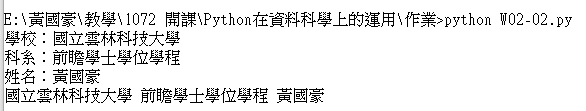 E:\黃國豪\教學\1072 開課\Python在資料科學上的運用\作業>python W02-02.py
學校：國立雲林科技大學
科系：前瞻學士學位學程
姓名：黃國豪
國立雲林科技大學 前瞻學士學位學程 黃國豪